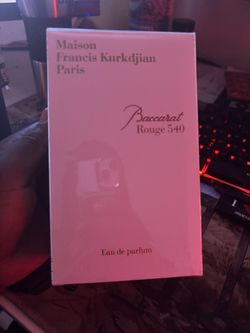 Maison
Francis Kurkdjian
Paris
Baccarat
Rouge 540
Eau de parfum